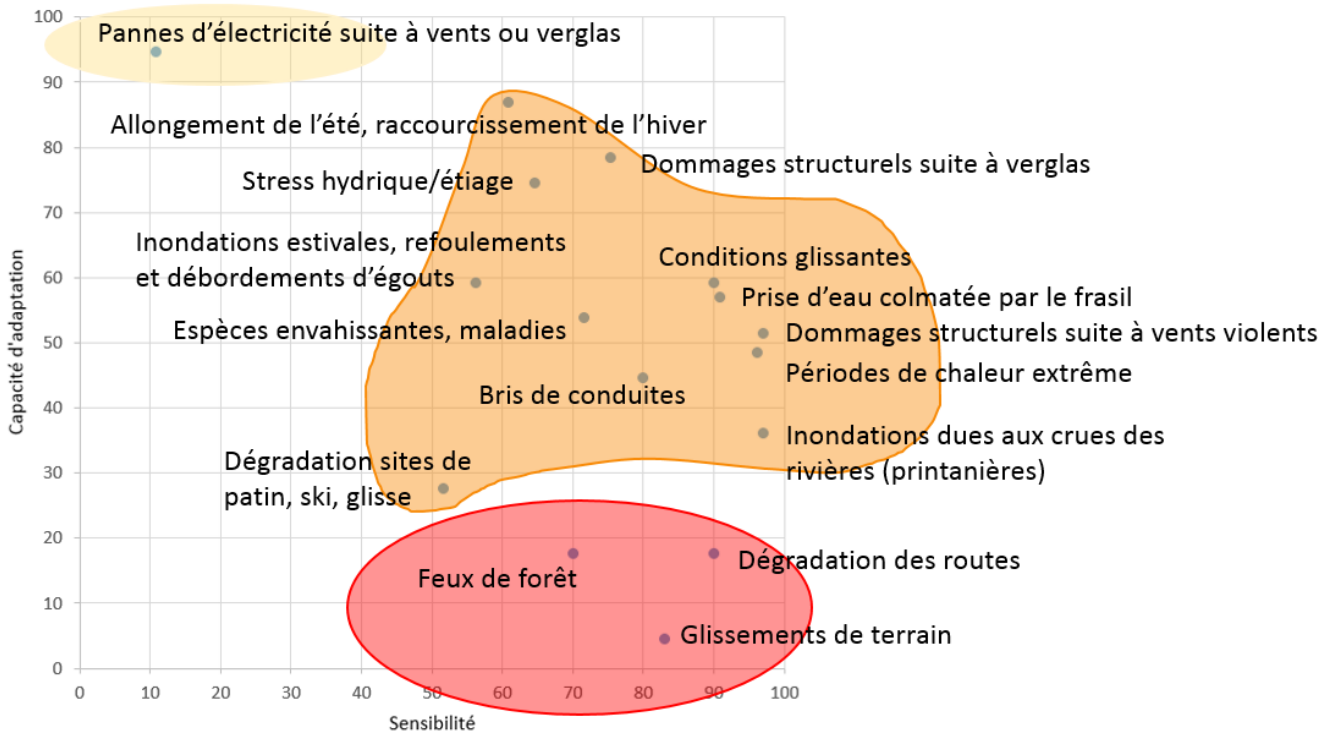 100
Pannes d'électricité suite à vents ou verglas
90
Allongement de l'été, raccourcissement de l'hiver
80
Dommages structurels suite à verglas
Stress hydrique/étiage
70
Inondations estivales, refoulements
et débordements d'égouts
Conditions glissantes
60
Prise d'eau colmatée par le frasil
Espèces envahissantes, maladies
Dommages structurels suite à vents violents
50
Périodes de chaleur extrême
Bris de conduites
40
Inondations dues aux crues des
rivières (printanières)
Dégradation sites de
patin, ski, glisse
30
20
Dégradation des routes
Feux de forêt
10
Glissements de terrain
0
Capacité d'adaptation
0 10 20 30 40 50 60 70 80 90 100
Sensibilité